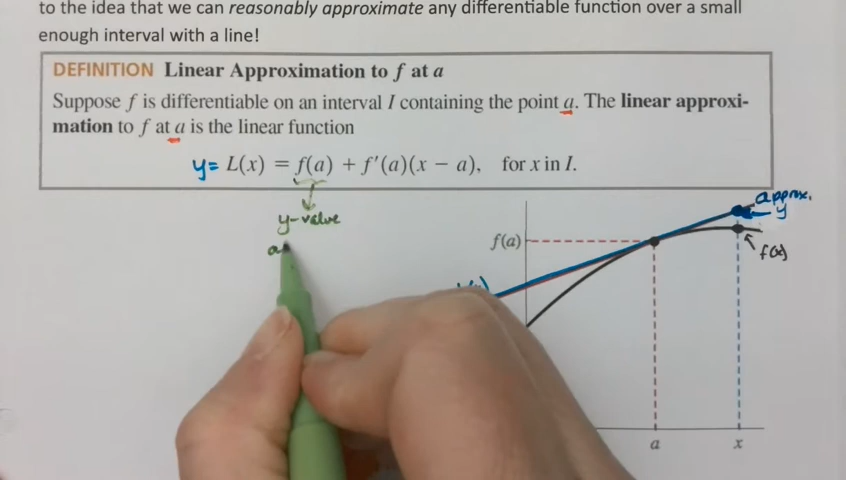 to the idea that we can reasonably approximate any differentiable function over a small
enough interval with a line!
DEFINITION Linear Approximation to f at a
Suppose f is differentiable on an interval I containing the point a. The linear approxi-
mation to f at a is the linear function
y= L(x) = f(a) + f′(a)(x − a), for x in I.
y-value
a
approx.
y
f(a)
f(x)
a
x